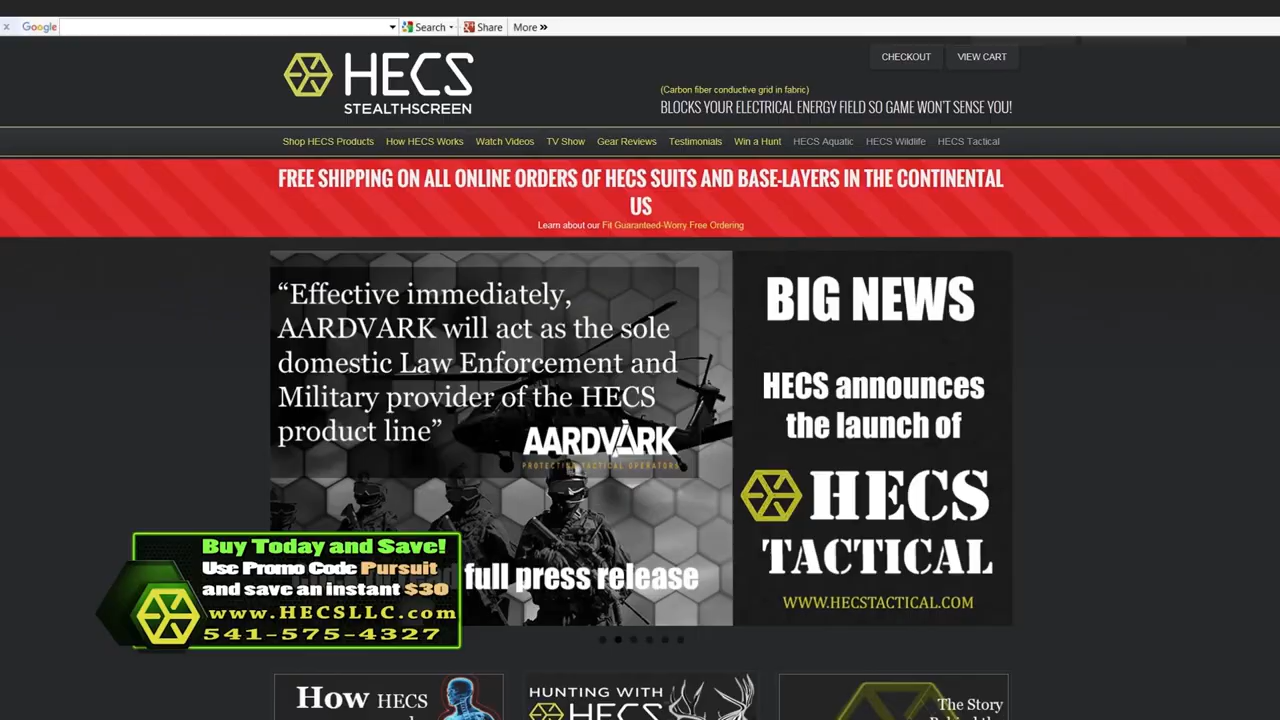 Google
Search
Share
More »
HECS
STEALTHSCREEN
CHECKOUT
VIEW CART
(Carbon fiber conductive grid in fabric)
BLOCKS YOUR ELECTRICAL ENERGY FIELD SO GAME WON'T SENSE YOU!
Shop HECS Products How HECS Works Watch Videos TV Show Gear Reviews Testimonials Win a Hunt HECS Aquatic HECS Wildlife HECS Tactical
FREE SHIPPING ON ALL ONLINE ORDERS OF HECS SUITS AND BASE-LAYERS IN THE CONTINENTAL
US
Learn about our Fit Guaranteed-Worry Free Ordering
“Effective immediately,
AARDVARK will act as the sole
domestic Law Enforcement and
Military provider of the HECS
product line”
AARDVARK
PROTECTING TACTICAL OPERATORS
full press release
BIG NEWS
HECS announces
the launch of
HECS
TACTICAL
WWW.HECSTACTICAL.COM
Buy Today and Save!
Use Promo Code Pursuit
and save an instant $30
www.HECSLLC.com
541-575-4327
How HECS
HUNTING WITH
HECS
The Story